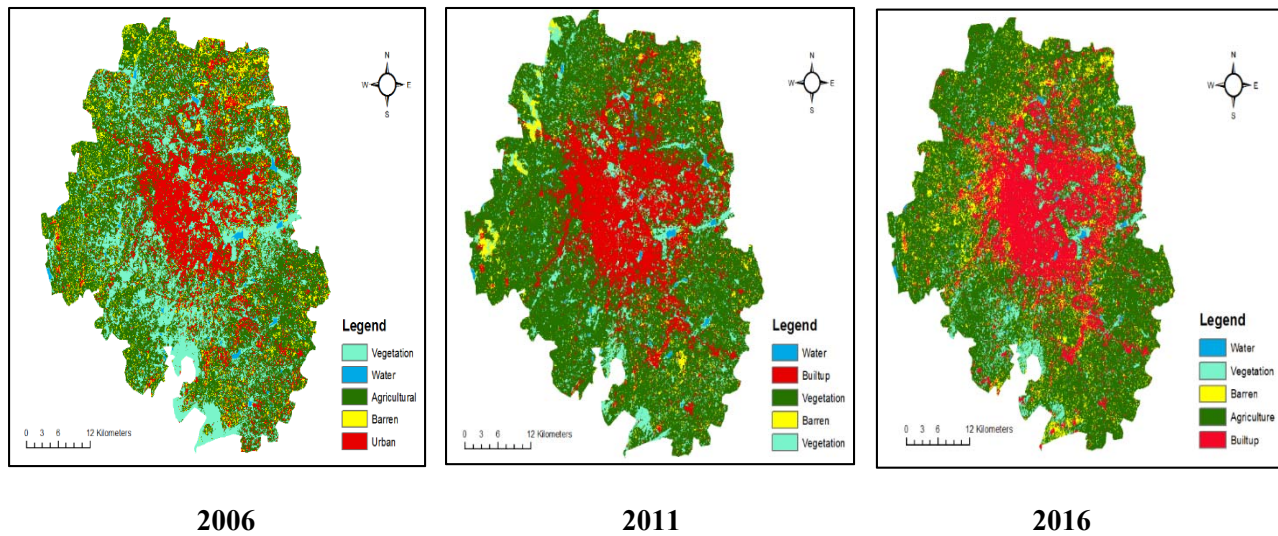 N
W E
S
Legend
Vegetation
Water
Agricultural
Barren
Urban
0 3 6 12 Kilometers
N
W E
S
Legend
Water
Builtup
Vegetation
Barren
Vegetation
0 3 6 12 Kilometers
N
W E
S
Legend
Water
Vegetation
Barren
Agriculture
Builtup
0 3 6 12 Kilometers
2006
2011
2016